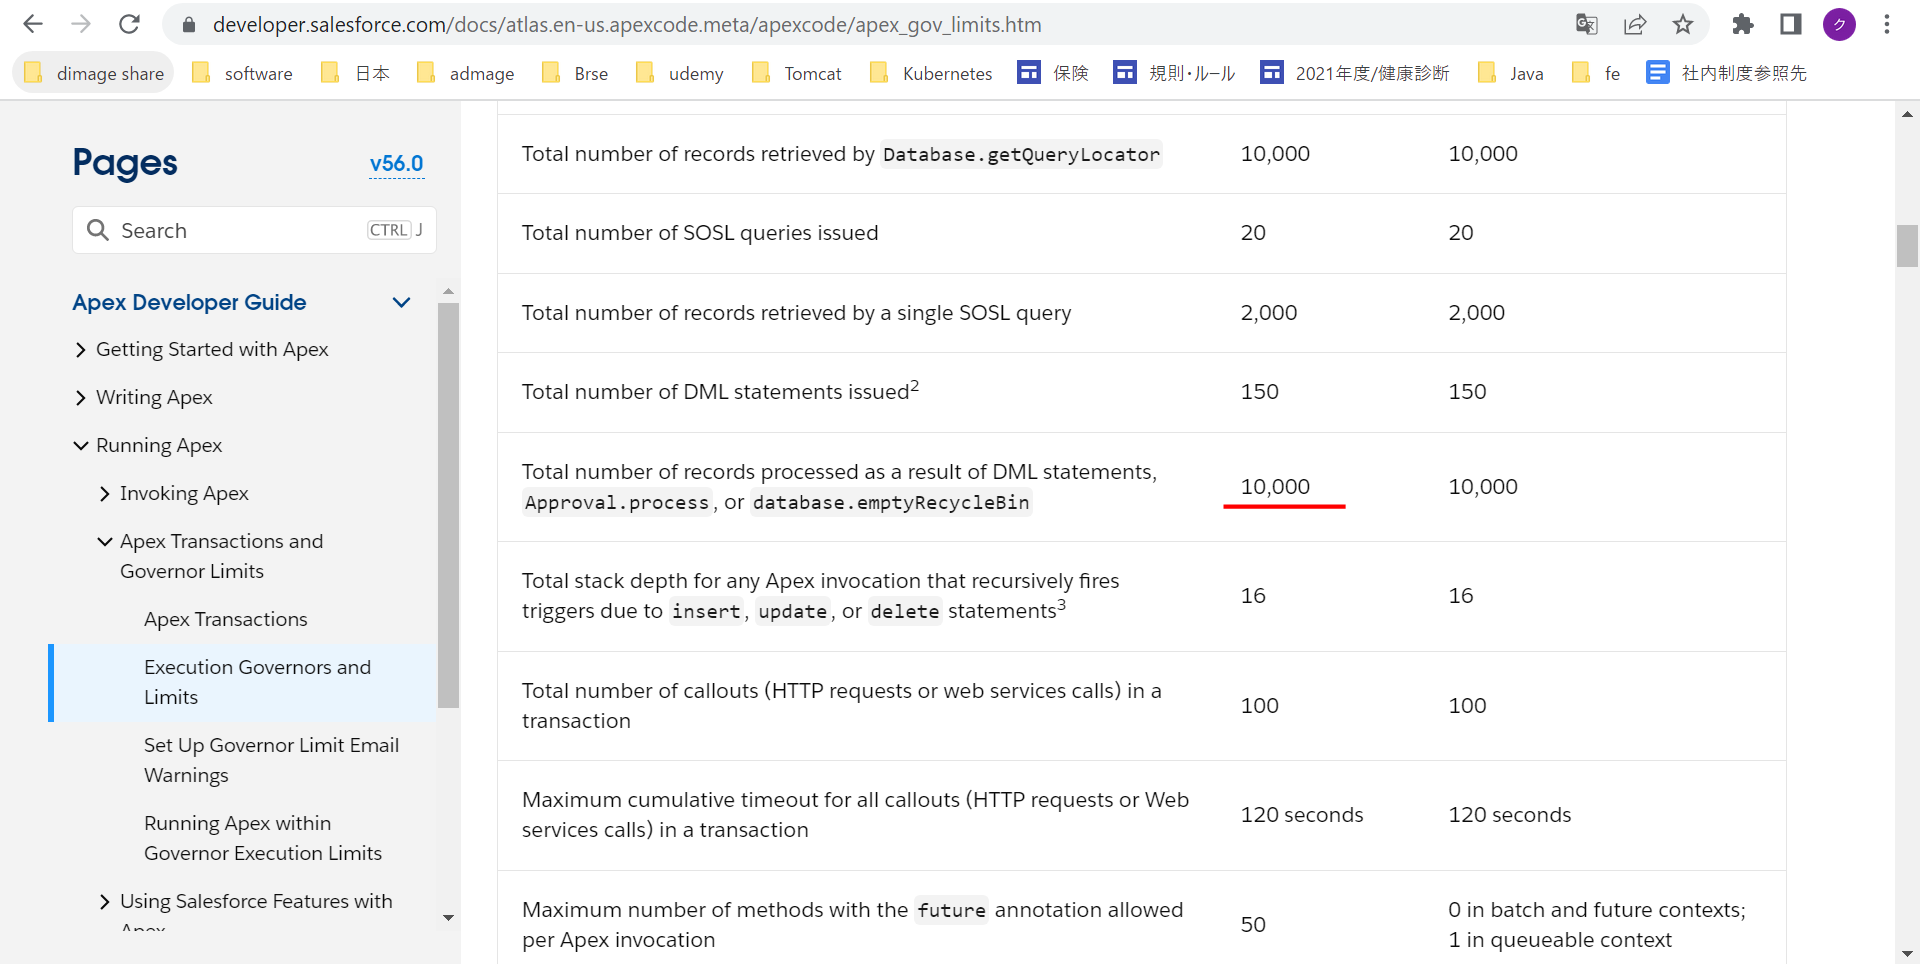 developer.salesforce.com/docs/atlas.en-us.apexcode.meta/apexcode/apex_gov_limits.htm
ク
dimage share software 日本 admage Brse udemy Tomcat Kubernetes 保険 規則・ルール 2021年度/健康診断 Java fe 社内制度参照先
Pages v56.0
Search CTRL J
Apex Developer Guide
Getting Started with Apex
Writing Apex
Running Apex
Invoking Apex
Apex Transactions and
Governor Limits
Apex Transactions
Execution Governors and
Limits
Set Up Governor Limit Email
Warnings
Running Apex within
Governor Execution Limits
Using Salesforce Features with
Apex
Total number of records retrieved by Database.getQueryLocator 10,000 10,000
Total number of SOSL queries issued 20 20
Total number of records retrieved by a single SOSL query 2,000 2,000
Total number of DML statements issued2 150 150
Total number of records processed as a result of DML statements,
Approval.process, or database.emptyRecycleBin 10,000 10,000
Total stack depth for any Apex invocation that recursively fires
triggers due to insert, update, or delete statements3 16 16
Total number of callouts (HTTP requests or web services calls) in a
transaction 100 100
Maximum cumulative timeout for all callouts (HTTP requests or Web
services calls) in a transaction 120 seconds 120 seconds
Maximum number of methods with the future annotation allowed
per Apex invocation 50 0 in batch and future contexts;
1 in queueable context